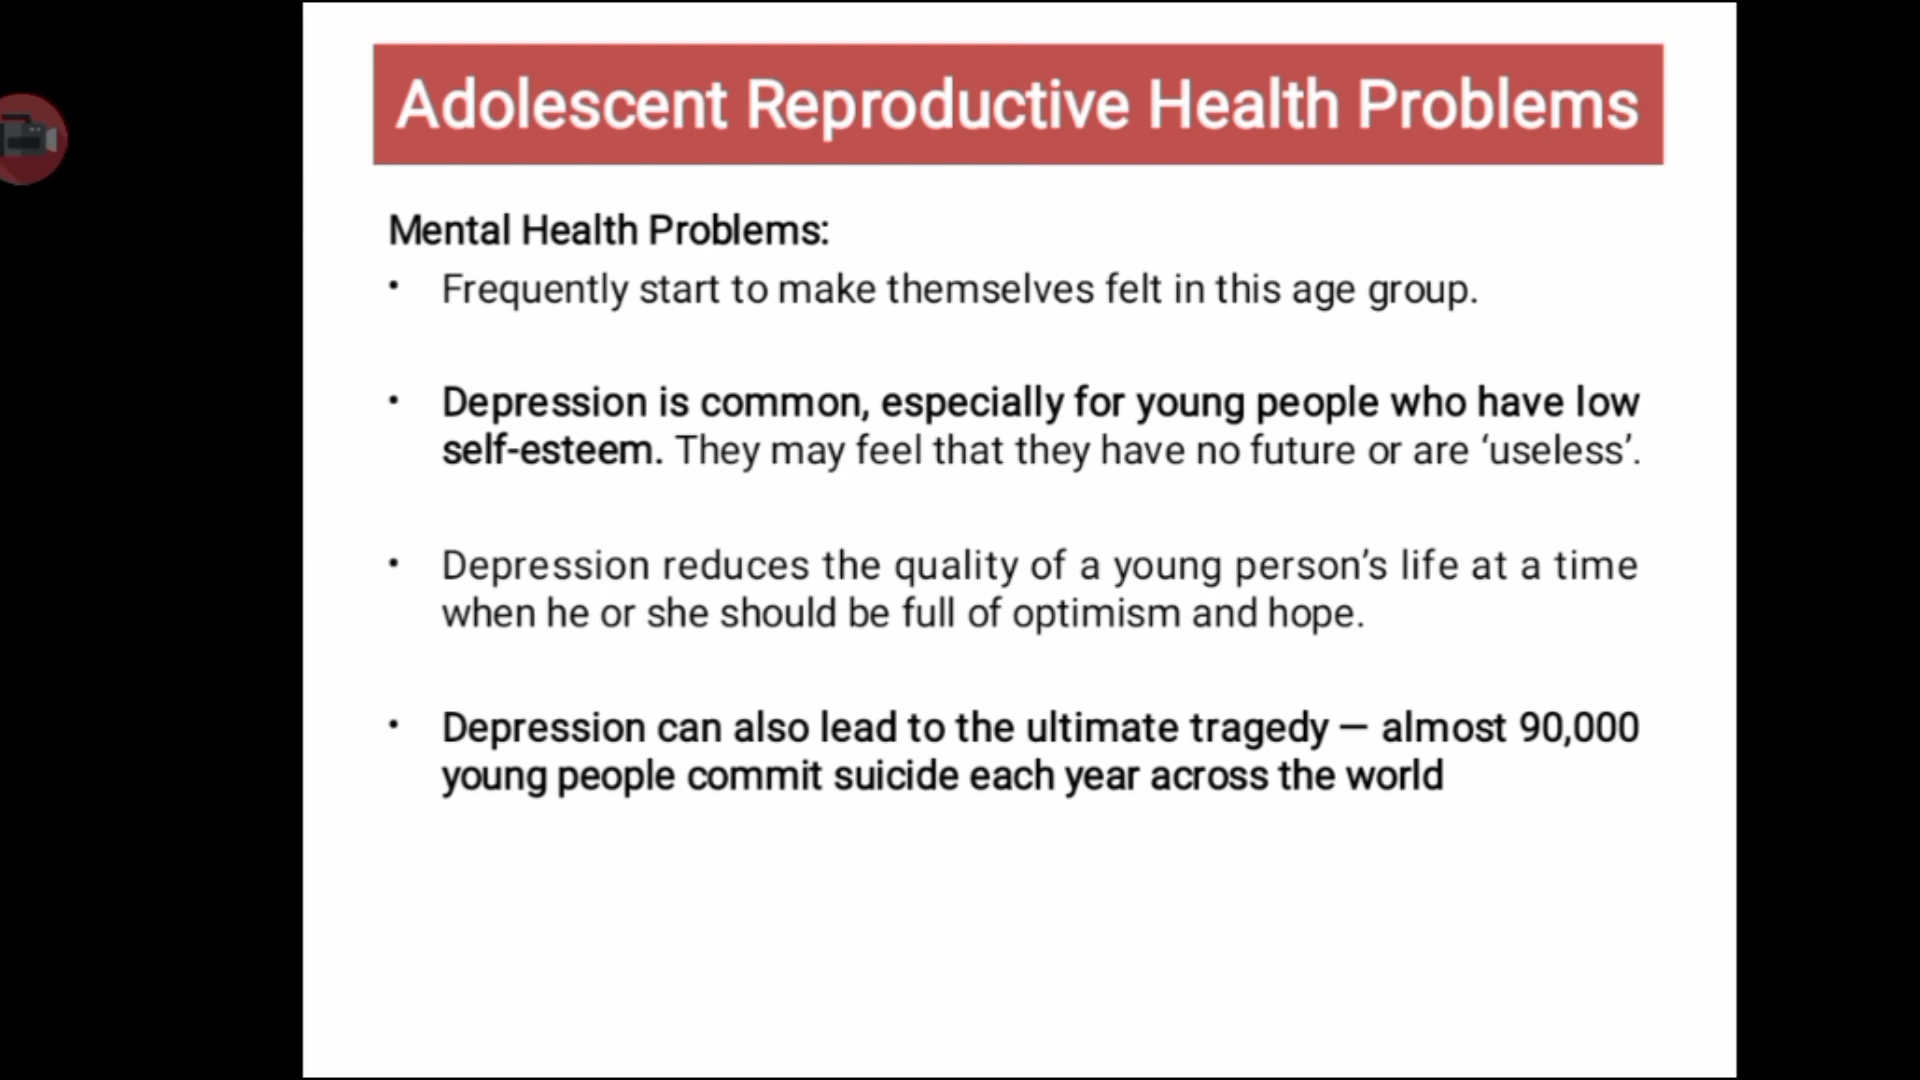 Adolescent Reproductive Health Problems
Mental Health Problems:
• Frequently start to make themselves felt in this age group.
• Depression is common, especially for young people who have low
self-esteem. They may feel that they have no future or are ‘useless’.
• Depression reduces the quality of a young person’s life at a time
when he or she should be full of optimism and hope.
• Depression can also lead to the ultimate tragedy – almost 90,000
young people commit suicide each year across the world